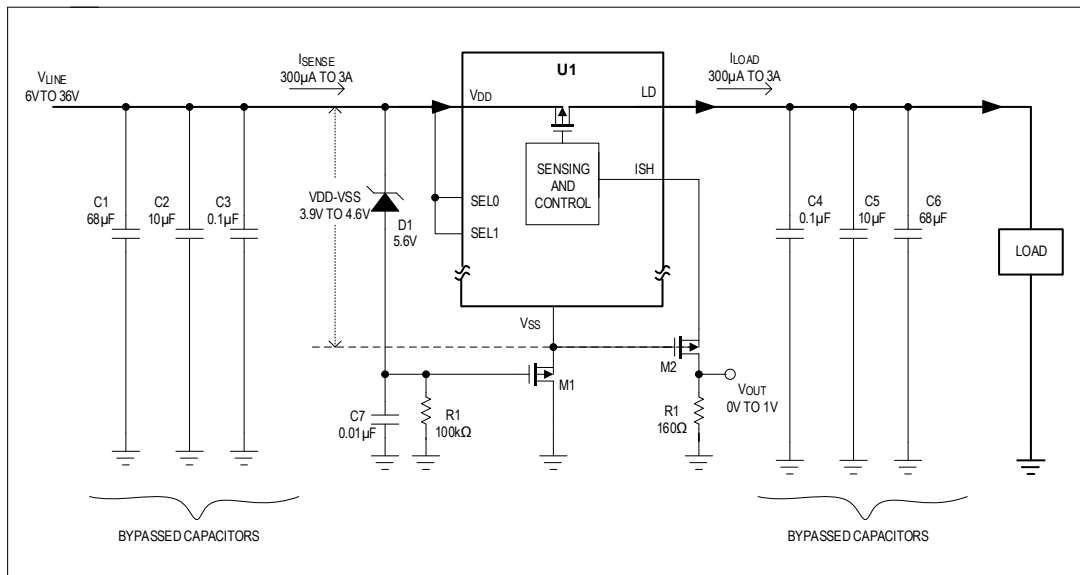 VLINE
6V TO 36V
ISENSE
300µA TO 3A
U1
ILOAD
300µA TO 3A
VDD
LD
SENSING
AND
CONTROL
ISH
SEL0
SEL1
VDD-VSS
3.9V TO 4.6V
D1
5.6V
C1
68µF
C2
10µF
C3
0.1µF
C4
0.1µF
C5
10µF
C6
68µF
LOAD
VSS
M1
M2
VOUT
0V TO 1V
C7
0.01µF
R1
100kΩ
R1
160Ω
BYPASSED CAPACITORS
BYPASSED CAPACITORS